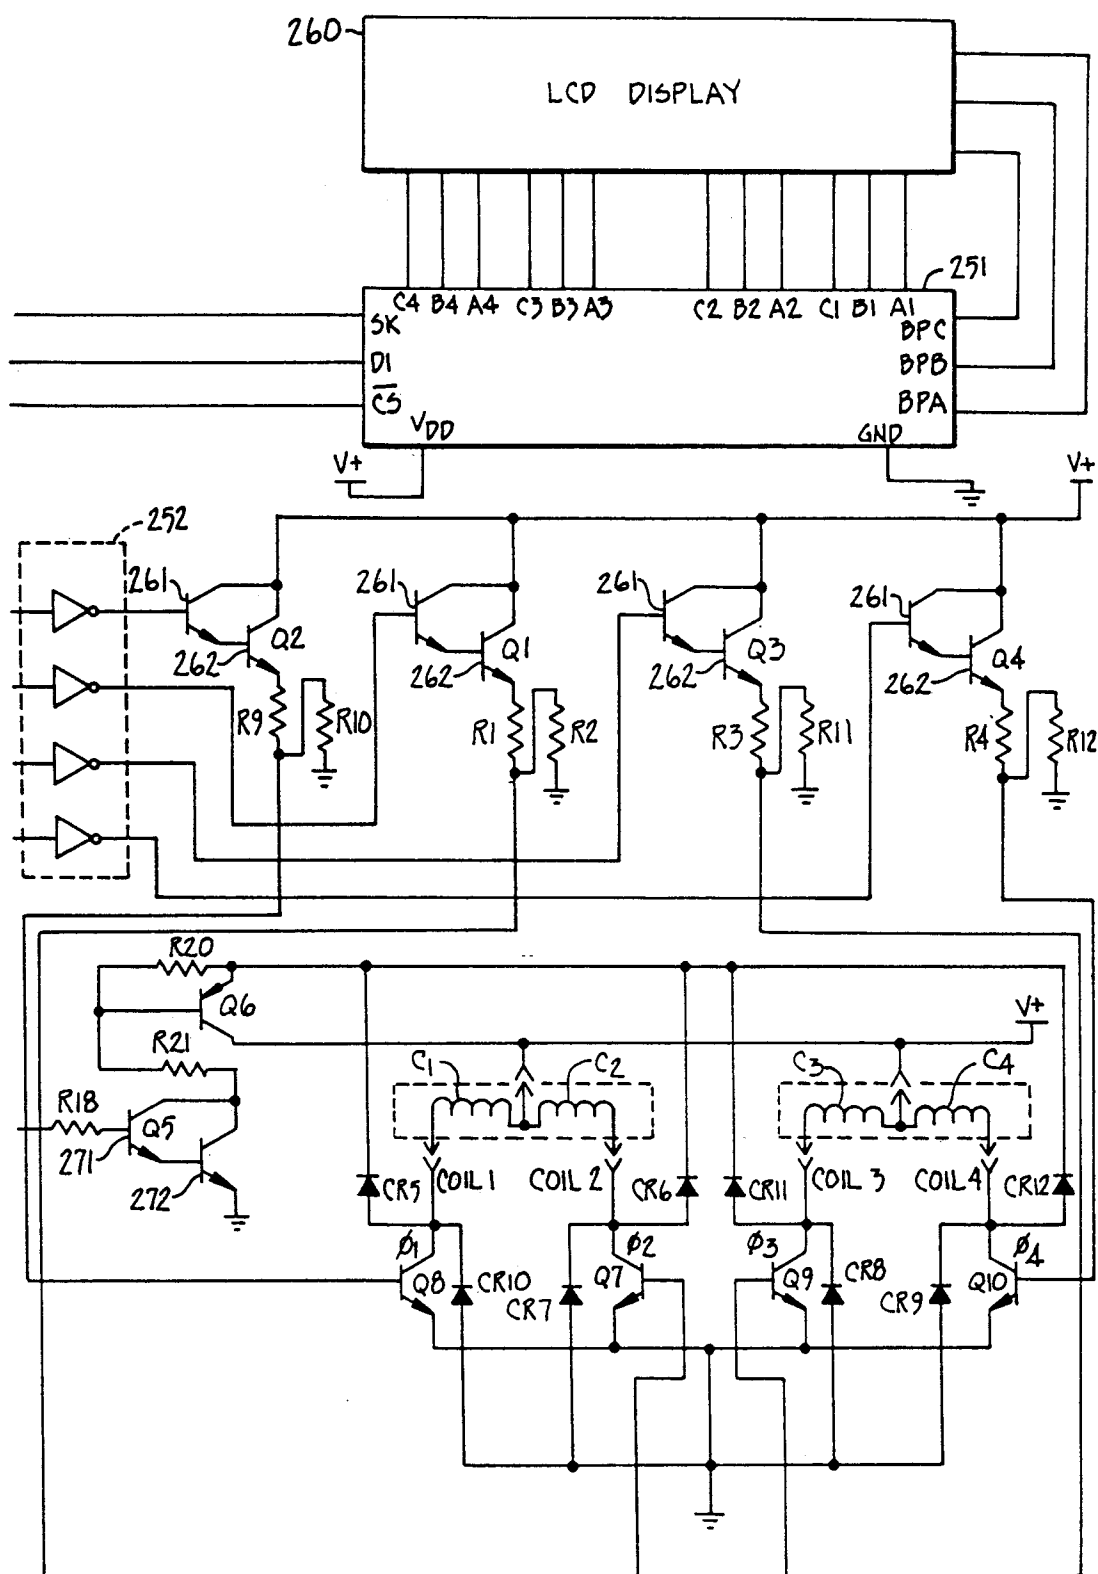 260
LCD DISPLAY
251
C4 B4 A4 C3 B3 A3 C2 B2 A2 C1 B1 A1
SK
BPC
DI
BPB
CS
BPA
VDD
GND
V+
V+
252
261
261
261
261
Q2
Q1
Q3
Q4
262
262
262
262
R9
R10
R1
R2
R3
R11
R4
R12
R20
Q6
V+
R21
C1
C2
C3
C4
R18
Q5
271
272
CR5
COIL 1
COIL 2
CR6
CR11
COIL 3
COIL 4
CR12
Ø1
Ø2
Ø3
Ø4
Q8
CR10
Q7
CR7
Q9
CR8
CR9
Q10